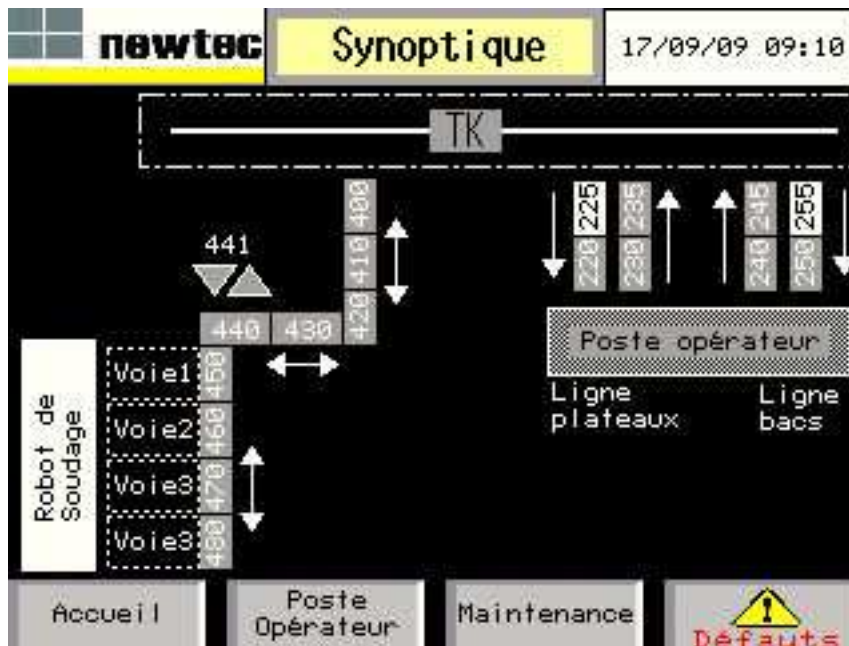 newtec
Synoptique
17/09/09 09:10
TK
400
410
420
441
440
430
225
220
235
230
245
240
255
250
Poste opérateur
Ligne
plateaux
Ligne
bacs
Robot de
Soudage
Voie1
450
Voie2
460
Voie3
470
Voie3
480
Accueil
Poste
Opérateur
Maintenance
Défauts